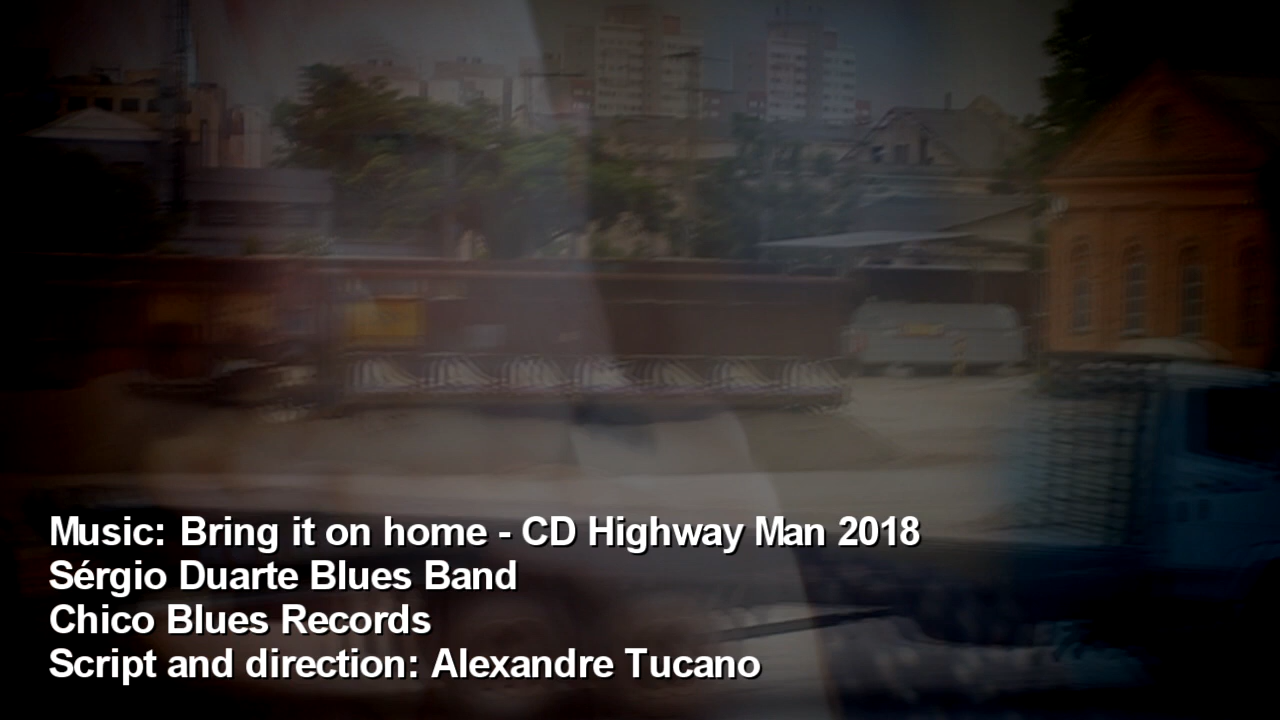 Music: Bring it on home - CD Highway Man 2018
Sérgio Duarte Blues Band
Chico Blues Records
Script and direction: Alexandre Tucano